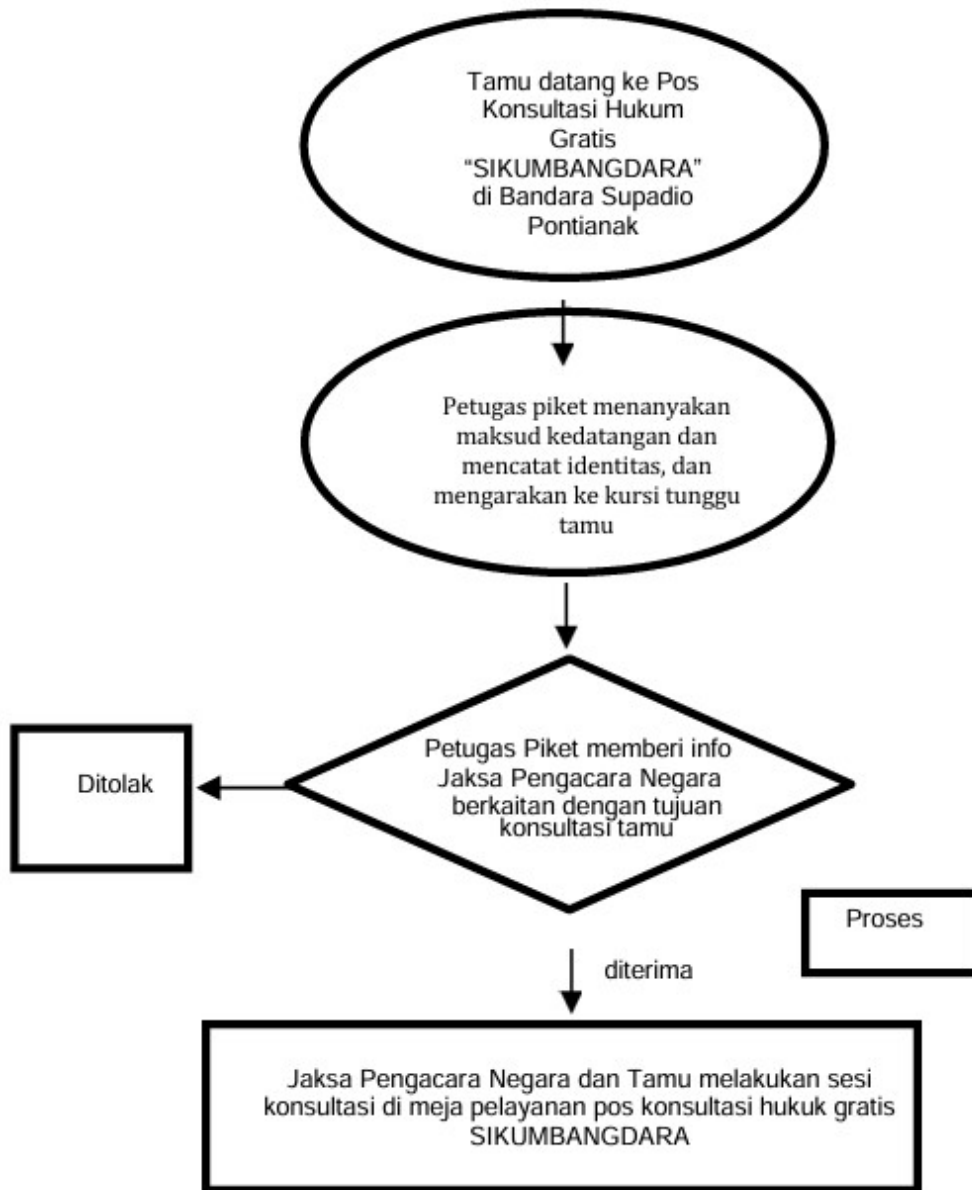 Tamu datang ke Pos
Konsultasi Hukum
Gratis
“SIKUMBANGDARA”
di Bandara Supadio
Pontianak
Petugas piket menanyakan
maksud kedatangan dan
mencatat identitas, dan
mengarakan ke kursi tunggu
tamu
Petugas Piket memberi info
Jaksa Pengacara Negara
berkaitan dengan tujuan
konsultasi tamu
Ditolak
Proses
diterima
Jaksa Pengacara Negara dan Tamu melakukan sesi
konsultasi di meja pelayanan pos konsultasi hukuk gratis
SIKUMBANGDARA